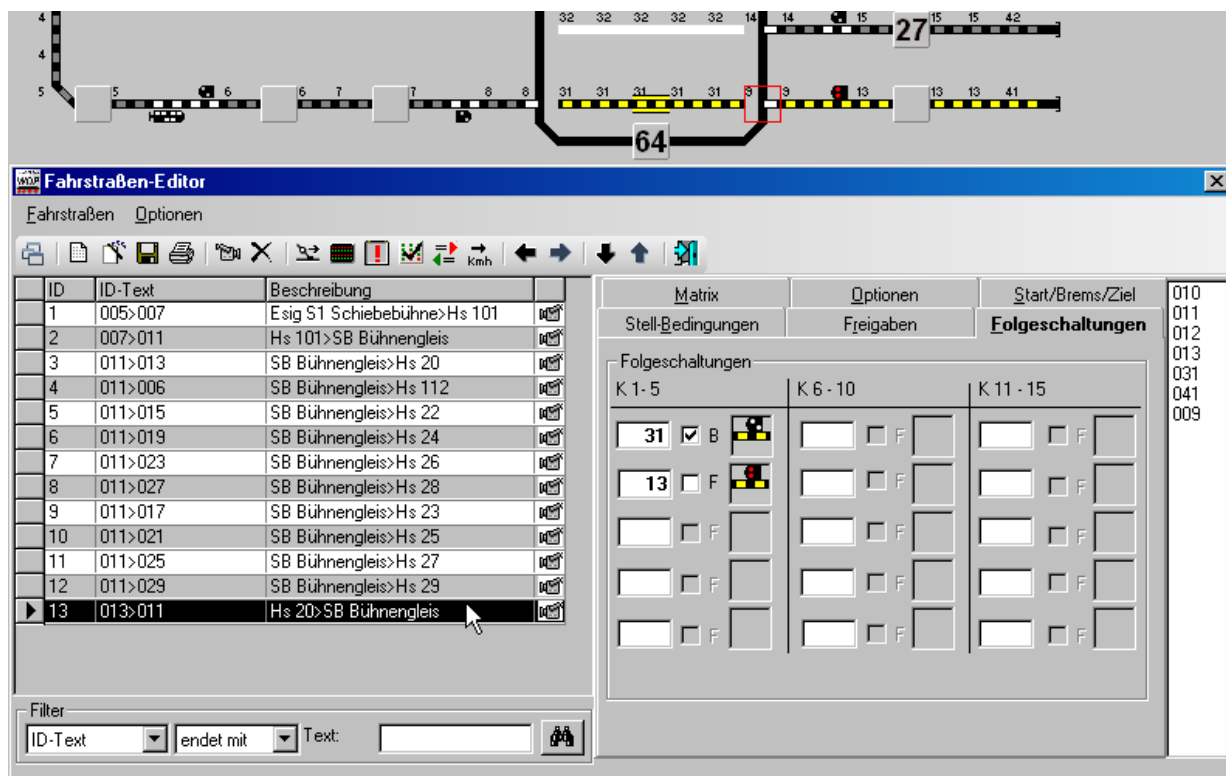 4 32 32 32 32 32 14 14 15 27 15 15 42
4
5 5 6 6 7 7 8 8 31 31 31 31 31 9 9 13 13 13 41
64
Fahrstraßen-Editor
Fahrstraßen Optionen
Kmh
ID ID-Text Beschreibung
1 005>007 Esig S1 Schiebebühne>Hs 101
2 007>011 Hs 101>SB Bühnengleis
3 011>013 SB Bühnengleis>Hs 20
4 011>006 SB Bühnengleis>Hs 112
5 011>015 SB Bühnengleis>Hs 22
6 011>019 SB Bühnengleis>Hs 24
7 011>023 SB Bühnengleis>Hs 26
8 011>027 SB Bühnengleis>Hs 28
9 011>017 SB Bühnengleis>Hs 23
10 011>021 SB Bühnengleis>Hs 25
11 011>025 SB Bühnengleis>Hs 27
12 011>029 SB Bühnengleis>Hs 29
13 013>011 Hs 20>SB Bühnengleis
Filter
ID-Text endet mit Text:
Matrix Optionen Start/Brems/Ziel
Stell-Bedingungen Freigaben Folgeschaltungen
Folgeschaltungen
K 1- 5 K 6 - 10 K 11 - 15
31 B F F
13 F F F
F F F
F F F
F F F
010
011
012
013
031
041
009